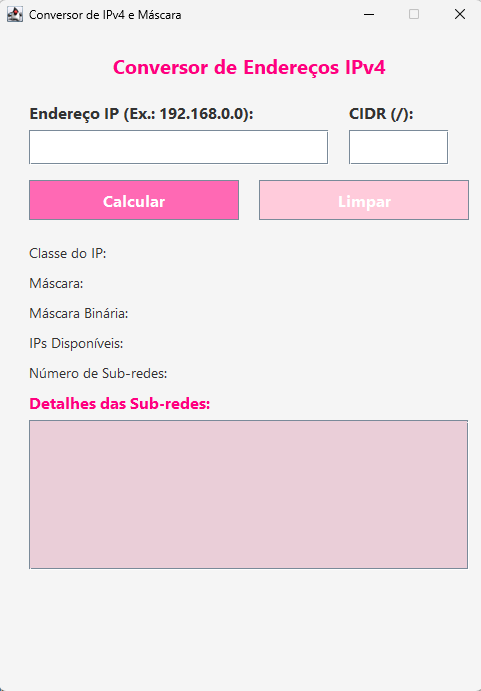 Conversor de IPv4 e Máscara
Conversor de Endereços IPv4
Endereço IP (Ex.: 192.168.0.0): CIDR (/):
Calcular Limpar
Classe do IP:
Máscara:
Máscara Binária:
IPs Disponíveis:
Número de Sub-redes:
Detalhes das Sub-redes: